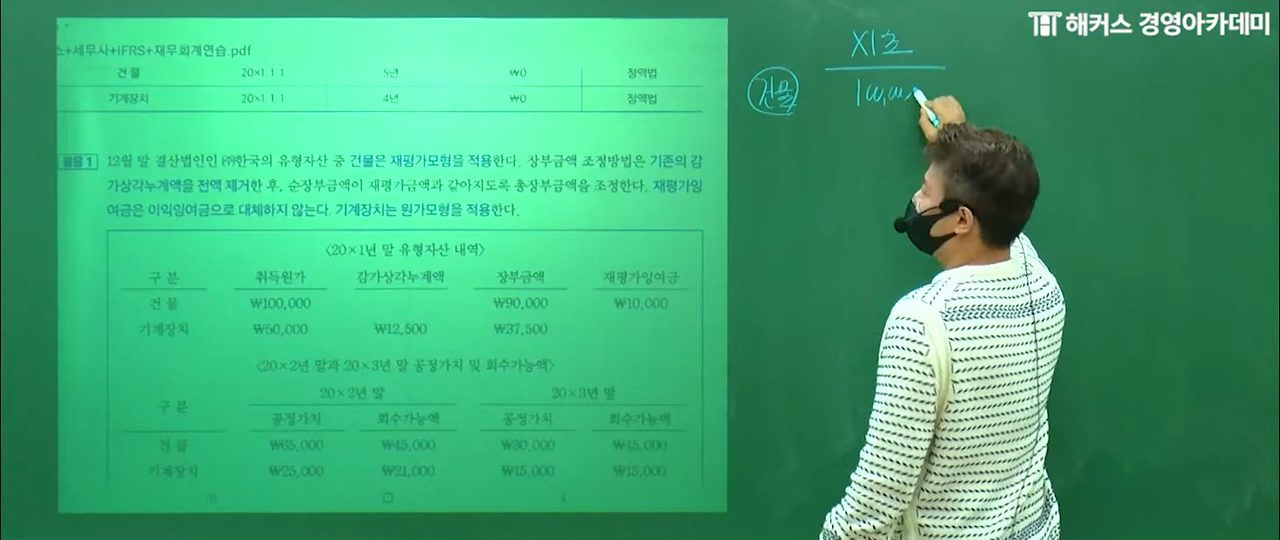 해커스 경영아카데미
스+세무사+IFRS+재무회계연습.pdf
건 물 20×1.1.1 5년 ₩0 정액법
기계장치 20×1.1.1 4년 ₩0 정액법
물음 1 12월 말 결산법인인 ㈜한국의 유형자산 중 건물은 재평가모형을 적용한다. 장부금액 조정방법은 기존의 감
가상각누계액을 전액 제거한 후, 순장부금액이 재평가금액과 같아지도록 총장부금액을 조정한다. 재평가잉
여금은 이익잉여금으로 대체하지 않는다. 기계장치는 원가모형을 적용한다.
〈20×1년 말 유형자산 내역〉
구 분 취득원가 감가상각누계액 장부금액 재평가잉여금
건 물 ₩100,000 ₩90,000 ₩10,000
기계장치 ₩50,000 ₩12,500 ₩37,500
〈20×2년 말과 20×3년 말 공정가치 및 회수가능액〉
구 분 20×2년 말 20×3년 말
공정가치 회수가능액 공정가치 회수가능액
건 물 ₩65,000 ₩45,000 ₩30,000 ₩45,000
기계장치 ₩25,000 ₩21,000 ₩15,000 ₩15,000
X1초
건물